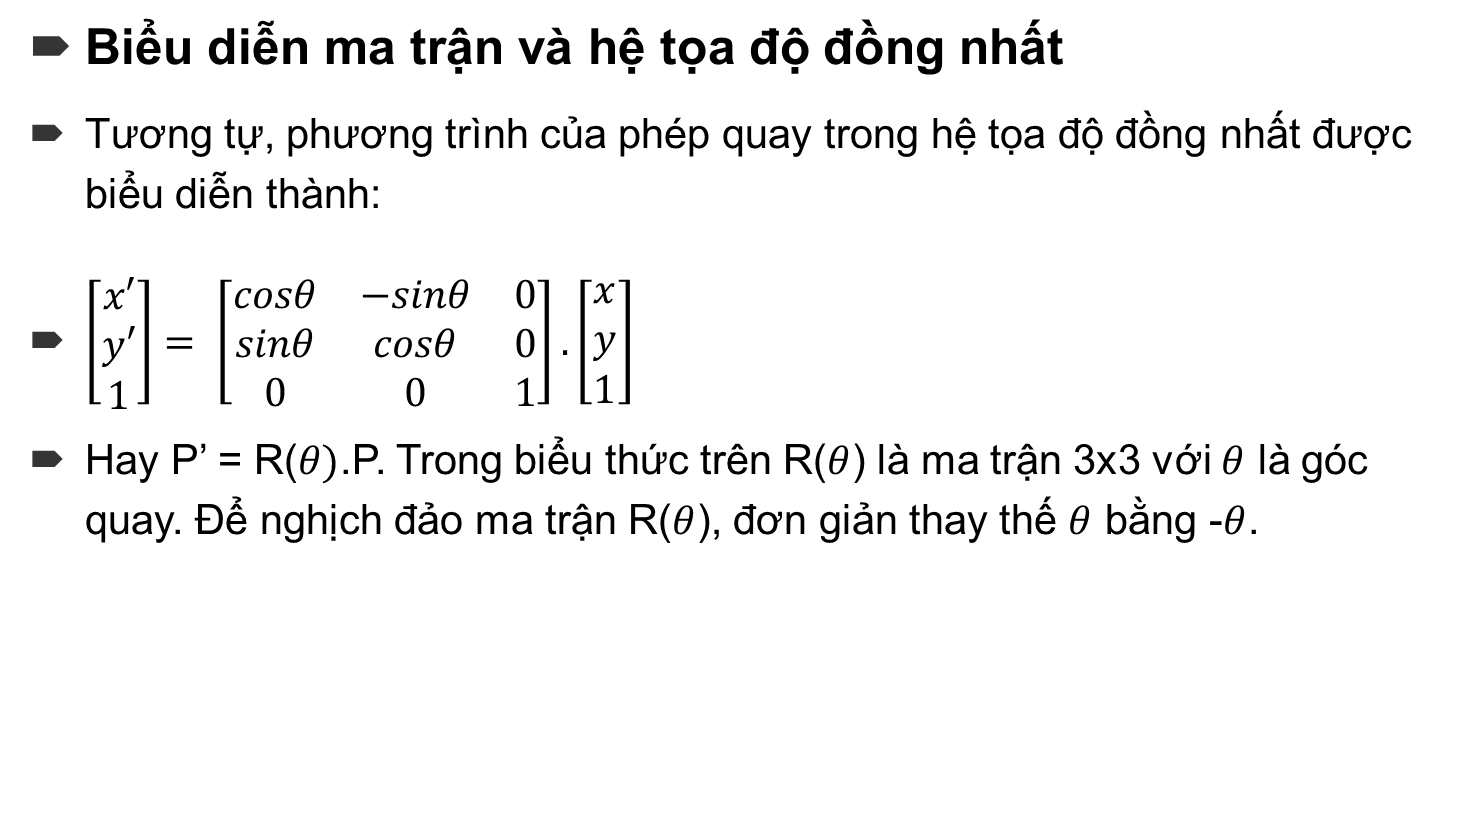 Biểu diễn ma trận và hệ tọa độ đồng nhất
Tương tự, phương trình của phép quay trong hệ tọa độ đồng nhất được
biểu diễn thành:
[x′ y′ 1] = [cosθ −sinθ 0 sinθ cosθ 0 0 0 1] . [x y 1]
Hay P’ = R(θ).P. Trong biểu thức trên R(θ) là ma trận 3x3 với θ là góc
quay. Để nghịch đảo ma trận R(θ), đơn giản thay thế θ bằng -θ.